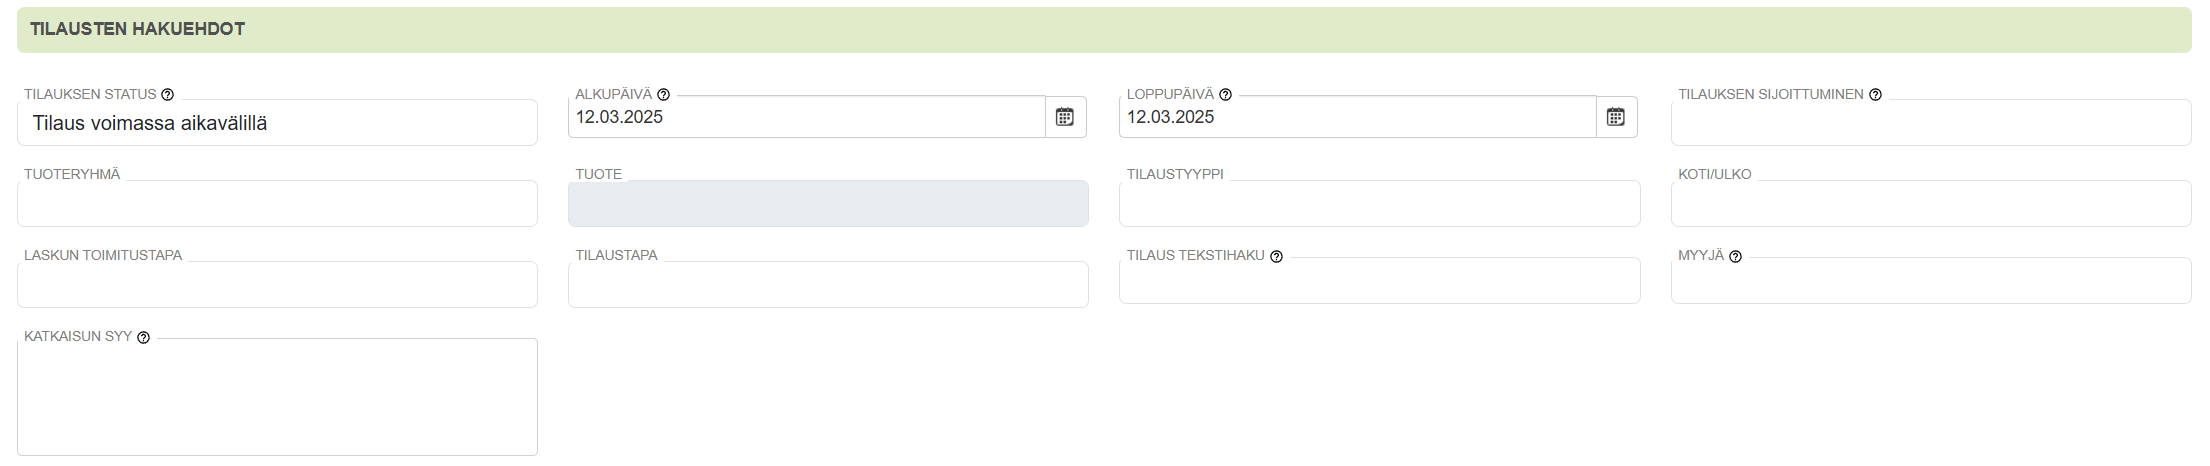 TILAUSTEN HAKUEHDOT
TILAUKSEN STATUS
Tilaus voimassa aikavälillä
ALKUPÄIVÄ
12.03.2025
LOPPUPÄIVÄ
12.03.2025
TILAUKSEN SIJOITTUMINEN
TUOTERYHMÄ
TUOTE
TILAUSTYYPPI
KOTI/ULKO
LASKUN TOIMITUSTAPA
TILAUSTAPA
TILAUS TEKSTIHAKU
MYYJÄ
KATKAISUN SYY